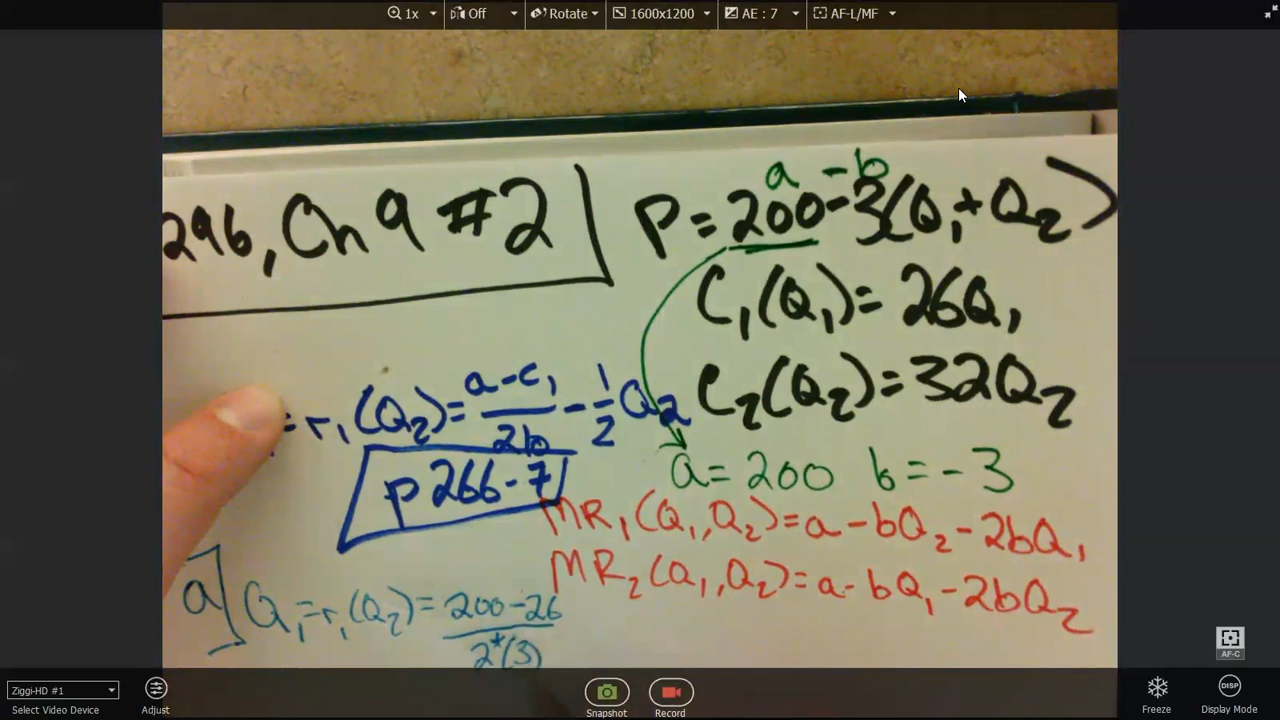 1x Off Rotate 1600x1200 AE : 7 AF-L/MF
a - b
296, Ch 9 #2
P = 200 - 3(Q₁ + Q₂)
C₁(Q₁) = 26Q₁
C₂(Q₂) = 32Q₂
= r₁(Q₂) = (a - c₁)/2b - 1/2 Q₂
p 266-7
a = 200 b = - 3
MR₁(Q₁, Q₂) = a - bQ₂ - 2bQ₁
MR₂(Q₁, Q₂) = a - bQ₁ - 2bQ₂
a] Q₁ = r₁(Q₂) = (200 - 26)/2*(3)
AF-C
Ziggi-HD #1
Select Video Device
Adjust
Snapshot
Record
Freeze
DISP
Display Mode